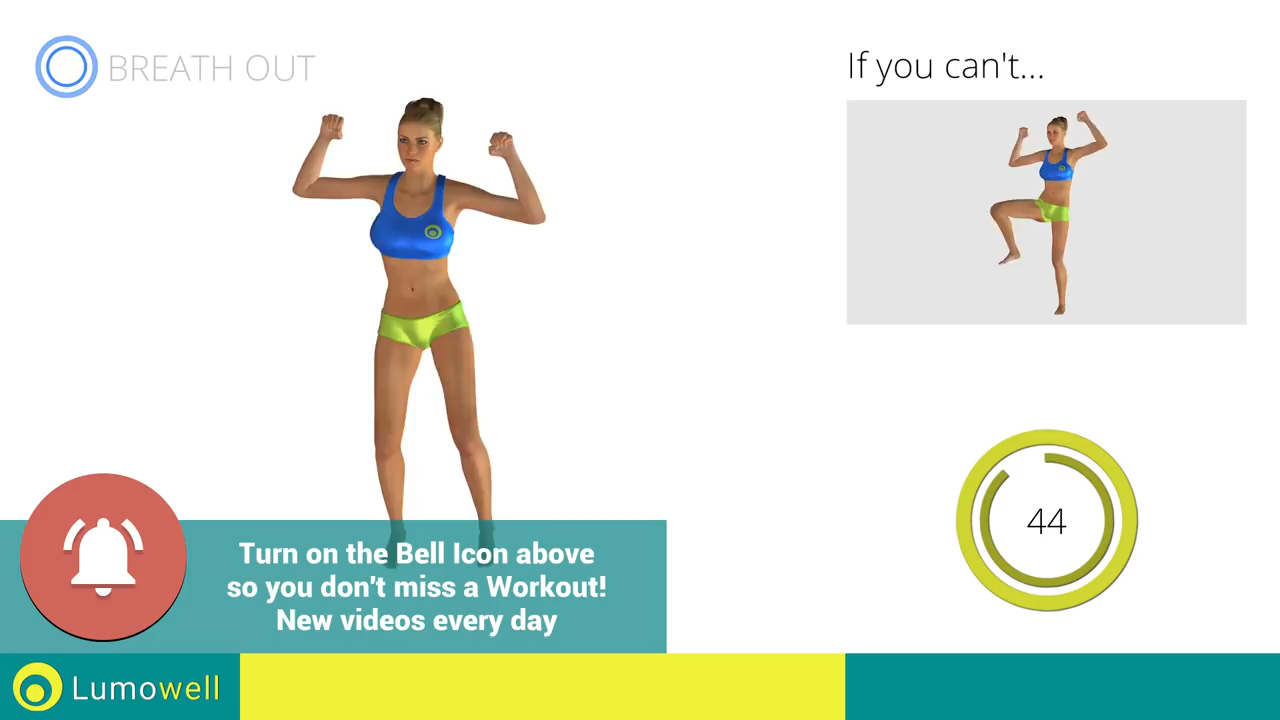 BREATH OUT
If you can't...
44
Turn on the Bell Icon above
so you don't miss a Workout!
New videos every day
Lumowell